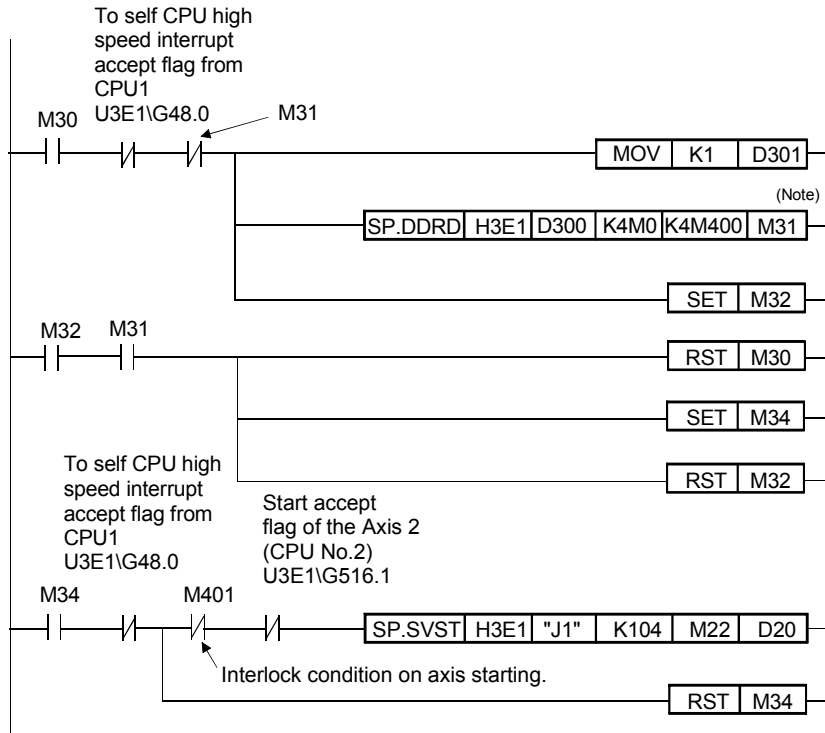 To self CPU high
speed interrupt
accept flag from
CPU1
U3E1\G48.0
M30
M31
MOV K1 D301
(Note)
SP.DDRD H3E1 D300 K4M0 K4M400 M31
SET M32
M32 M31
RST M30
SET M34
RST M32
To self CPU high
speed interrupt
accept flag from
CPU1
U3E1\G48.0
Start accept
flag of the Axis 2
(CPU No.2)
U3E1\G516.1
M34 M401
SP.SVST H3E1 "J1" K104 M22 D20
Interlock condition on axis starting.
RST M34